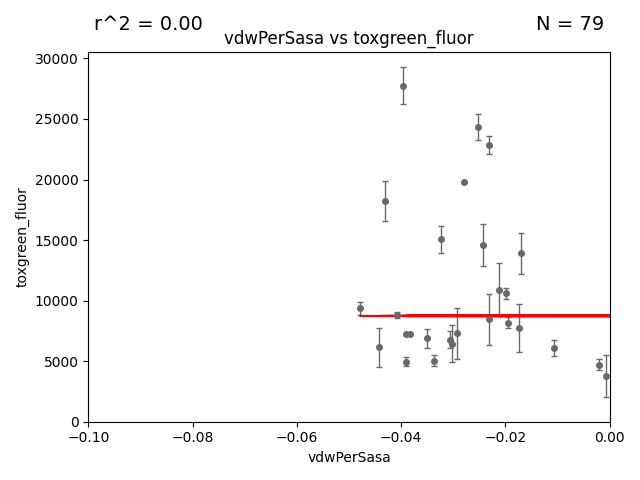 r^2 = 0.00
N = 79
vdwPerSasa vs toxgreen_fluor
30000
25000
20000
15000
10000
5000
0
toxgreen_fluor
−0.10
−0.08
−0.06
−0.04
−0.02
0.00
vdwPerSasa